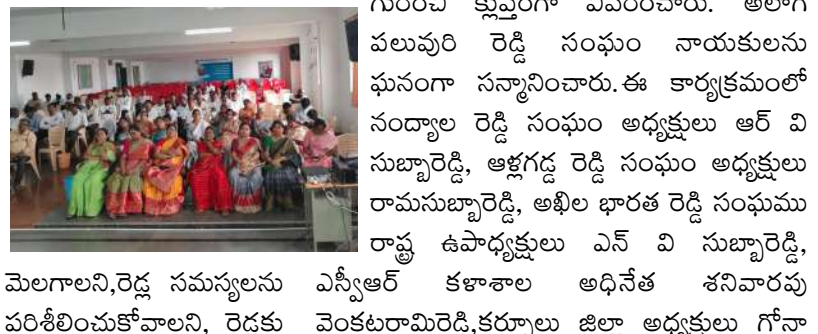 గురించి క్లుప్తంగా వివరించారు. అలాగే
పలువురి రెడ్డి సంఘం నాయకులను
ఘనంగా సన్మానించారు.ఈ కార్యక్రమంలో
నంద్యాల రెడ్డి సంఘం అధ్యక్షులు ఆర్ వి
సుబ్బారెడ్డి, ఆళ్లగడ్డ రెడ్డి సంఘం అధ్యక్షులు
రామసుబ్బారెడ్డి, అఖిల భారత రెడ్డి సంఘము
రాష్ట్ర ఉపాధ్యక్షులు ఎన్ వి సుబ్బారెడ్డి,
మెలగాలని,రెడ్ల సమస్యలను
పరిశీలించుకోవాలని, రెడ్లకు
ఎస్వీఆర్ కళాశాల అధినేత శనివారపు
వెంకటరామిరెడ్డి,కర్నూలు జిల్లా అధ్యక్షులు గోనా